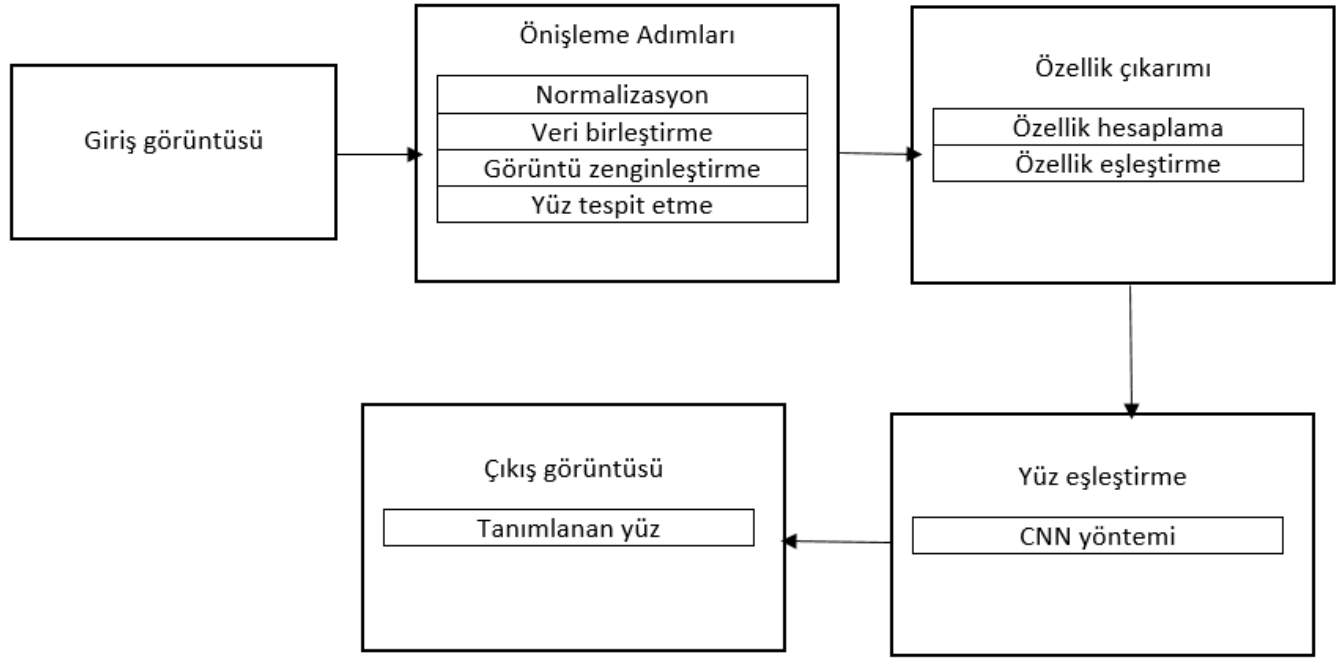 Giriş görüntüsü
Önişleme Adımları
Normalizasyon
Veri birleştirme
Görüntü zenginleştirme
Yüz tespit etme
Özellik çıkarımı
Özellik hesaplama
Özellik eşleştirme
Yüz eşleştirme
CNN yöntemi
Çıkış görüntüsü
Tanımlanan yüz